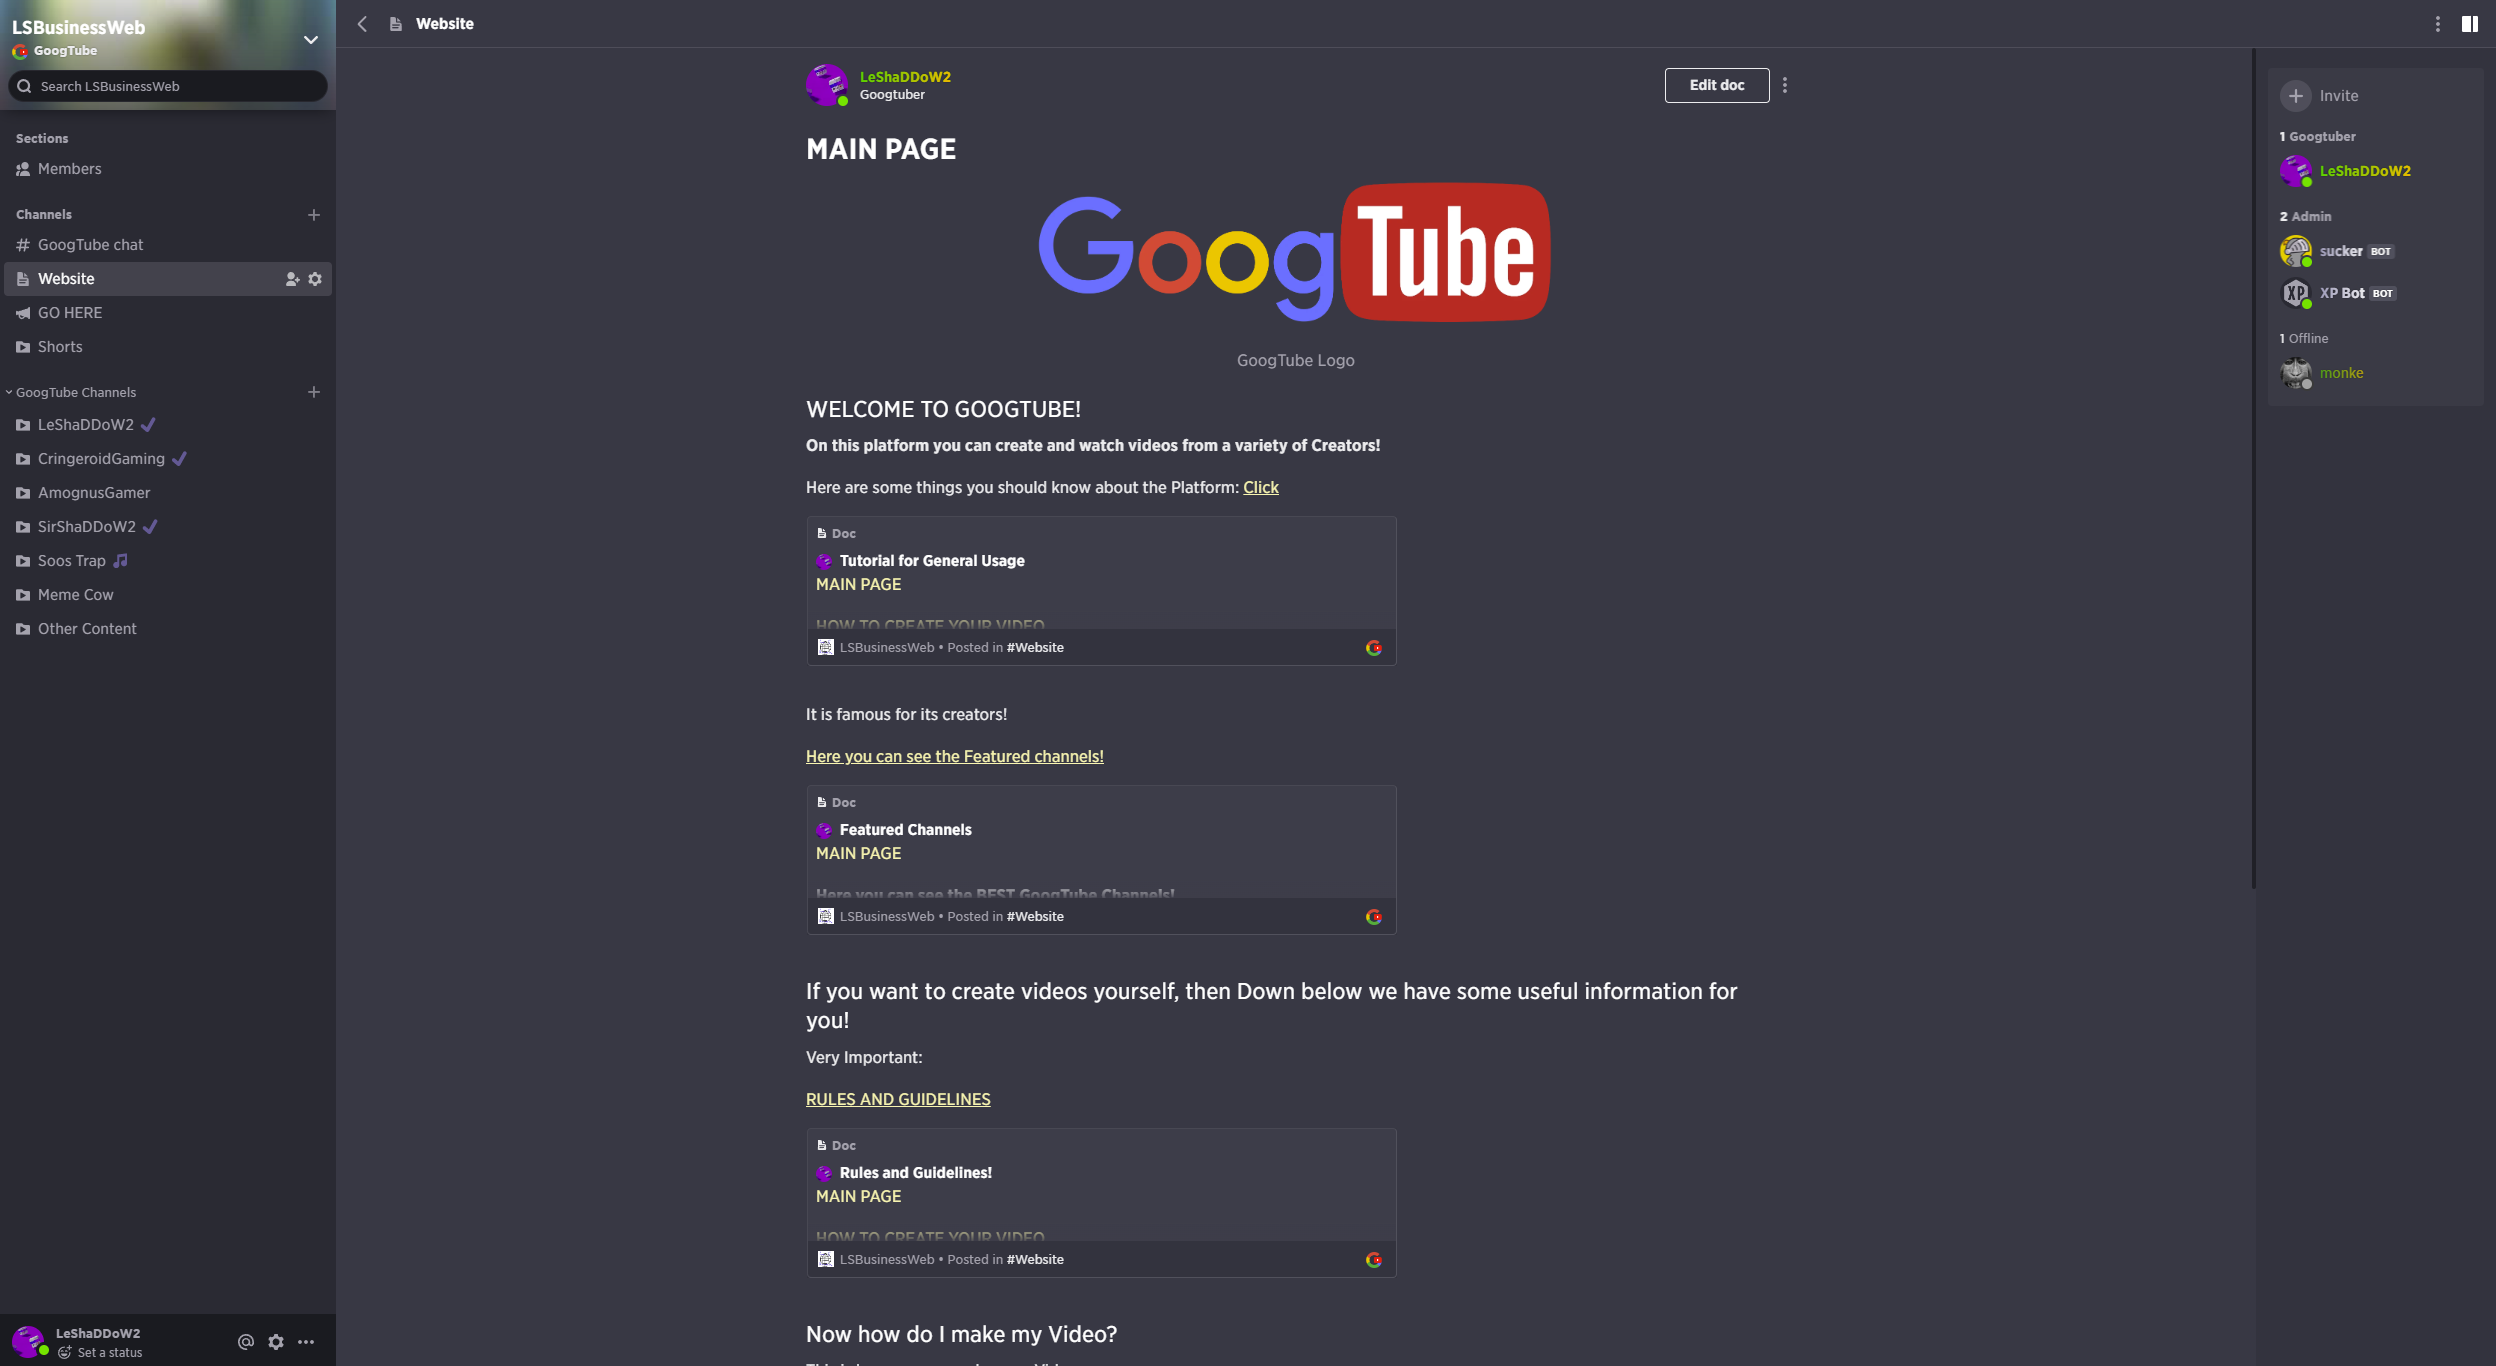 LSBusinessWeb
GoogTube
Search LSBusinessWeb
Sections
Members
Channels
GoogTube chat
Website
GO HERE
Shorts
GoogTube Channels
LeShaDDoW2
CringeroidGaming
AmognusGamer
SirShaDDoW2
Soos Trap
Meme Cow
Other Content
LeShaDDoW2
Set a status
Website
LeShaDDoW2
Googtuber
Edit doc
MAIN PAGE
GoogTube
GoogTube Logo
WELCOME TO GOOGTUBE!
On this platform you can create and watch videos from a variety of Creators!
Here are some things you should know about the Platform: Click
Doc
Tutorial for General Usage
MAIN PAGE
HOW TO CREATE YOUR VIDEO
LSBusinessWeb • Posted in #Website
It is famous for its creators!
Here you can see the Featured channels!
Doc
Featured Channels
MAIN PAGE
Here you can see the BEST GoogTube Channels!
LSBusinessWeb • Posted in #Website
If you want to create videos yourself, then Down below we have some useful information for
you!
Very Important:
RULES AND GUIDELINES
Doc
Rules and Guidelines!
MAIN PAGE
HOW TO CREATE YOUR VIDEO
LSBusinessWeb • Posted in #Website
Now how do I make my Video?
Invite
1 Googtuber
LeShaDDoW2
2 Admin
sucker BOT
XP Bot BOT
1 Offline
monke